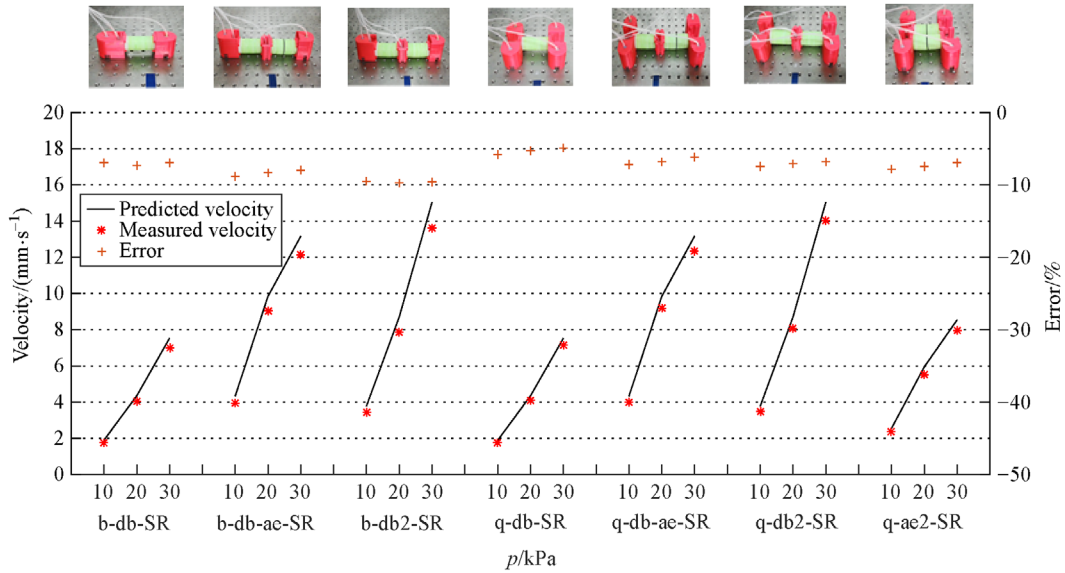 20
18
16
14
12
10
8
6
4
2
0
Velocity/(mm·s⁻¹)
Predicted velocity
Measured velocity
Error
0
−10
−20
−30
−40
−50
Error/%
10 20 30 10 20 30 10 20 30 10 20 30 10 20 30 10 20 30 10 20 30
b-db-SR b-db-ae-SR b-db2-SR q-db-SR q-db-ae-SR q-db2-SR q-ae2-SR
p/kPa